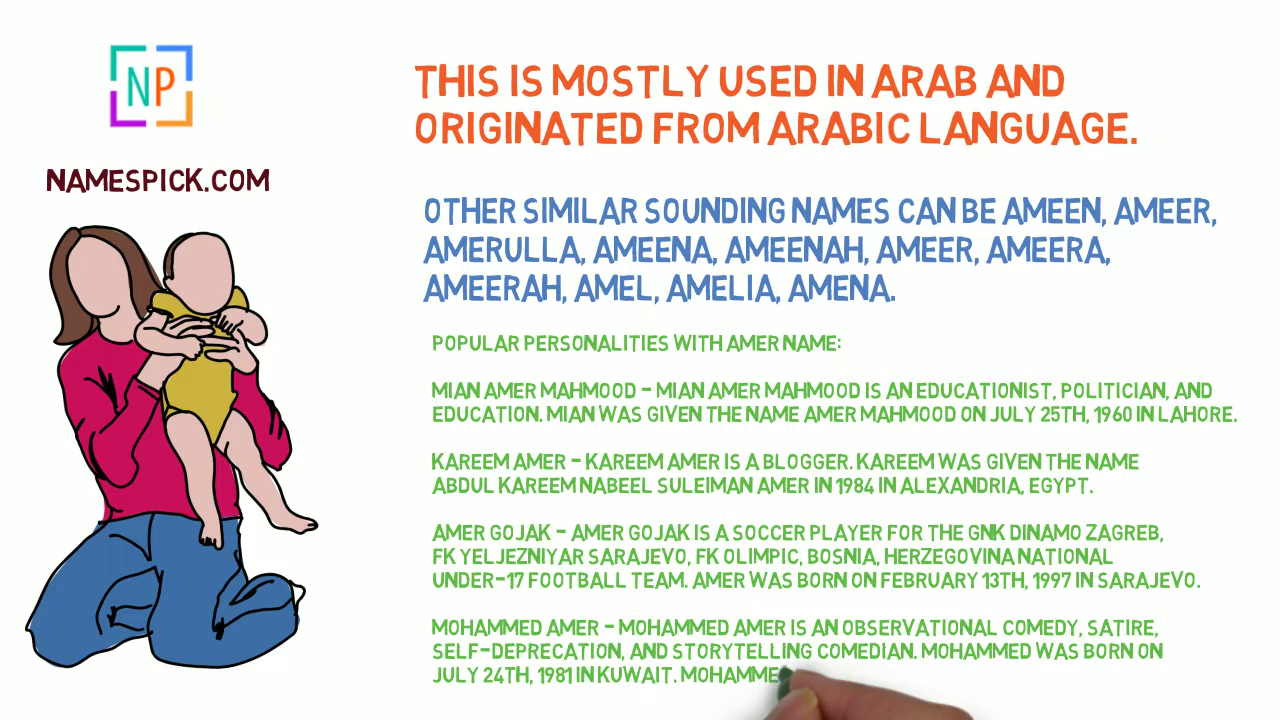 NP
NAMESPICK.COM
THIS IS MOSTLY USED IN ARAB AND
ORIGINATED FROM ARABIC LANGUAGE.
OTHER SIMILAR SOUNDING NAMES CAN BE AMEEN, AMEER,
AMERULLA, AMEENA, AMEENAH, AMEER, AMEERA,
AMEERAH, AMEL, AMELIA, AMENA.
POPULAR PERSONALITIES WITH AMER NAME:
MIAN AMER MAHMOOD - MIAN AMER MAHMOOD IS AN EDUCATIONIST, POLITICIAN, AND
EDUCATION. MIAN WAS GIVEN THE NAME AMER MAHMOOD ON JULY 25TH, 1960 IN LAHORE.
KAREEM AMER - KAREEM AMER IS A BLOGGER. KAREEM WAS GIVEN THE NAME
ABDUL KAREEM NABEEL SULEIMAN AMER IN 1984 IN ALEXANDRIA, EGYPT.
AMER GOJAK - AMER GOJAK IS A SOCCER PLAYER FOR THE GNK DINAMO ZAGREB,
FK YELJEZNIYAR SARAJEVO, FK OLIMPIC, BOSNIA, HERZEGOVINA NATIONAL
UNDER-17 FOOTBALL TEAM. AMER WAS BORN ON FEBRUARY 13TH, 1997 IN SARAJEVO.
MOHAMMED AMER - MOHAMMED AMER IS AN OBSERVATIONAL COMEDY, SATIRE,
SELF-DEPRECATION, AND STORYTELLING COMEDIAN. MOHAMMED WAS BORN ON
JULY 24TH, 1981 IN KUWAIT. MOHAMME